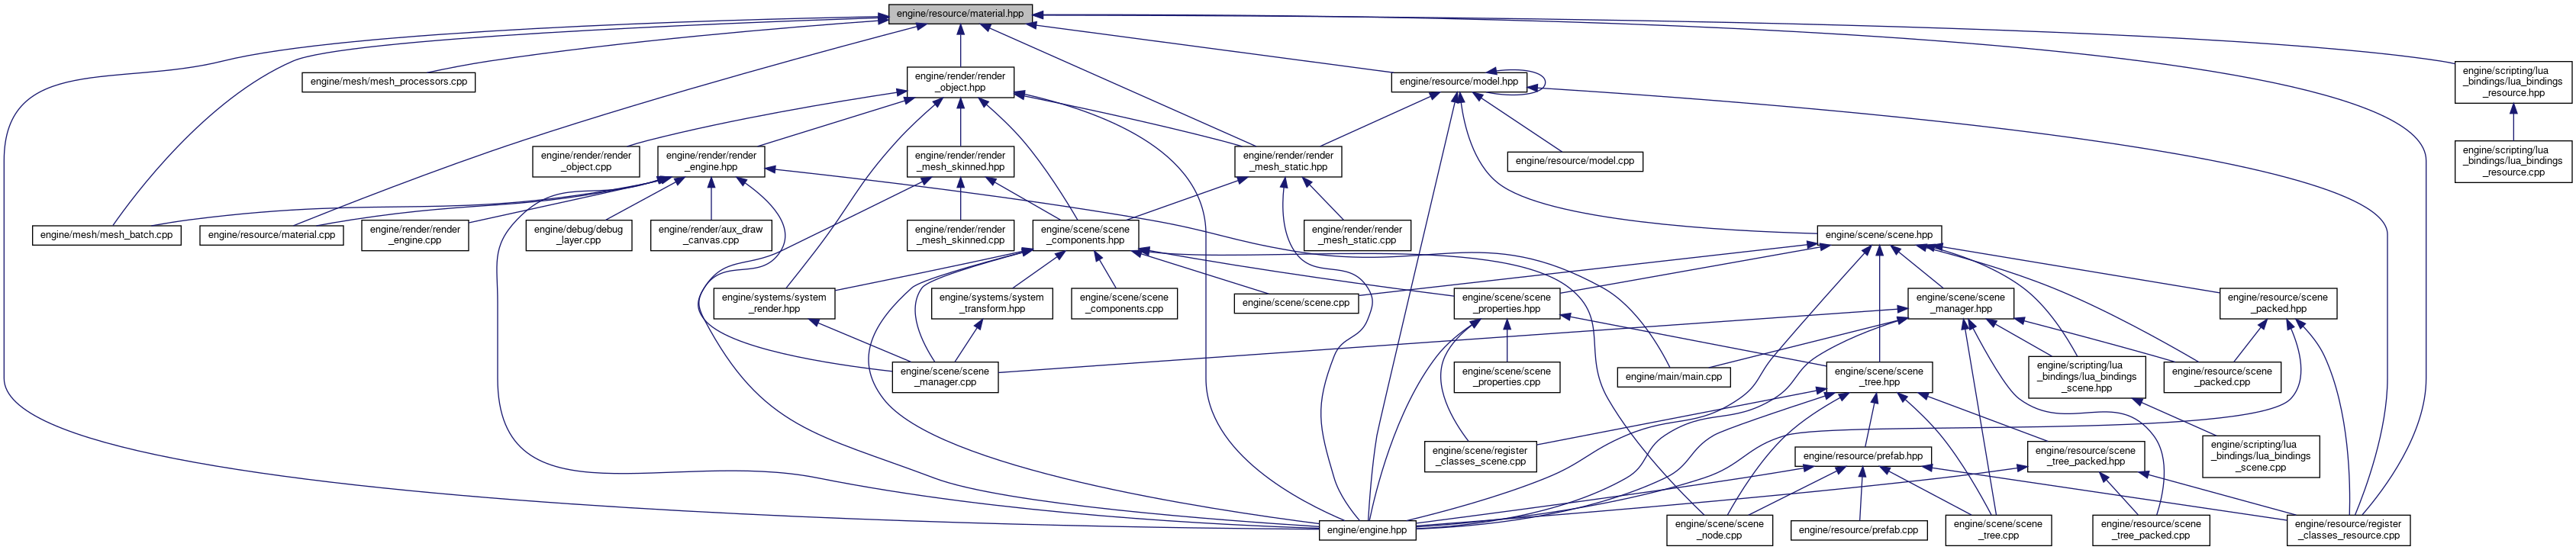 engine/resource/material.hpp
engine/mesh/mesh_processors.cpp
engine/render/render
_object.hpp
engine/resource/model.hpp
engine/scripting/lua
_bindings/lua_bindings
_resource.hpp
engine/render/render
_object.cpp
engine/render/render
_engine.hpp
engine/render/render
_mesh_skinned.hpp
engine/render/render
_mesh_static.hpp
engine/resource/model.cpp
engine/scripting/lua
_bindings/lua_bindings
_resource.cpp
engine/mesh/mesh_batch.cpp
engine/resource/material.cpp
engine/render/render
_engine.cpp
engine/debug/debug
_layer.cpp
engine/render/aux_draw
_canvas.cpp
engine/render/render
_mesh_skinned.cpp
engine/scene/scene
_components.hpp
engine/render/render
_mesh_static.cpp
engine/scene/scene.hpp
engine/systems/system
_render.hpp
engine/systems/system
_transform.hpp
engine/scene/scene
_components.cpp
engine/scene/scene.cpp
engine/scene/scene
_properties.hpp
engine/scene/scene
_manager.hpp
engine/resource/scene
_packed.hpp
engine/scene/scene
_manager.cpp
engine/scene/scene
_properties.cpp
engine/main/main.cpp
engine/scene/scene
_tree.hpp
engine/scripting/lua
_bindings/lua_bindings
_scene.hpp
engine/resource/scene
_packed.cpp
engine/scene/register
_classes_scene.cpp
engine/resource/prefab.hpp
engine/resource/scene
_tree_packed.hpp
engine/scripting/lua
_bindings/lua_bindings
_scene.cpp
engine/engine.hpp
engine/scene/scene
_node.cpp
engine/resource/prefab.cpp
engine/scene/scene
_tree.cpp
engine/resource/scene
_tree_packed.cpp
engine/resource/register
_classes_resource.cpp